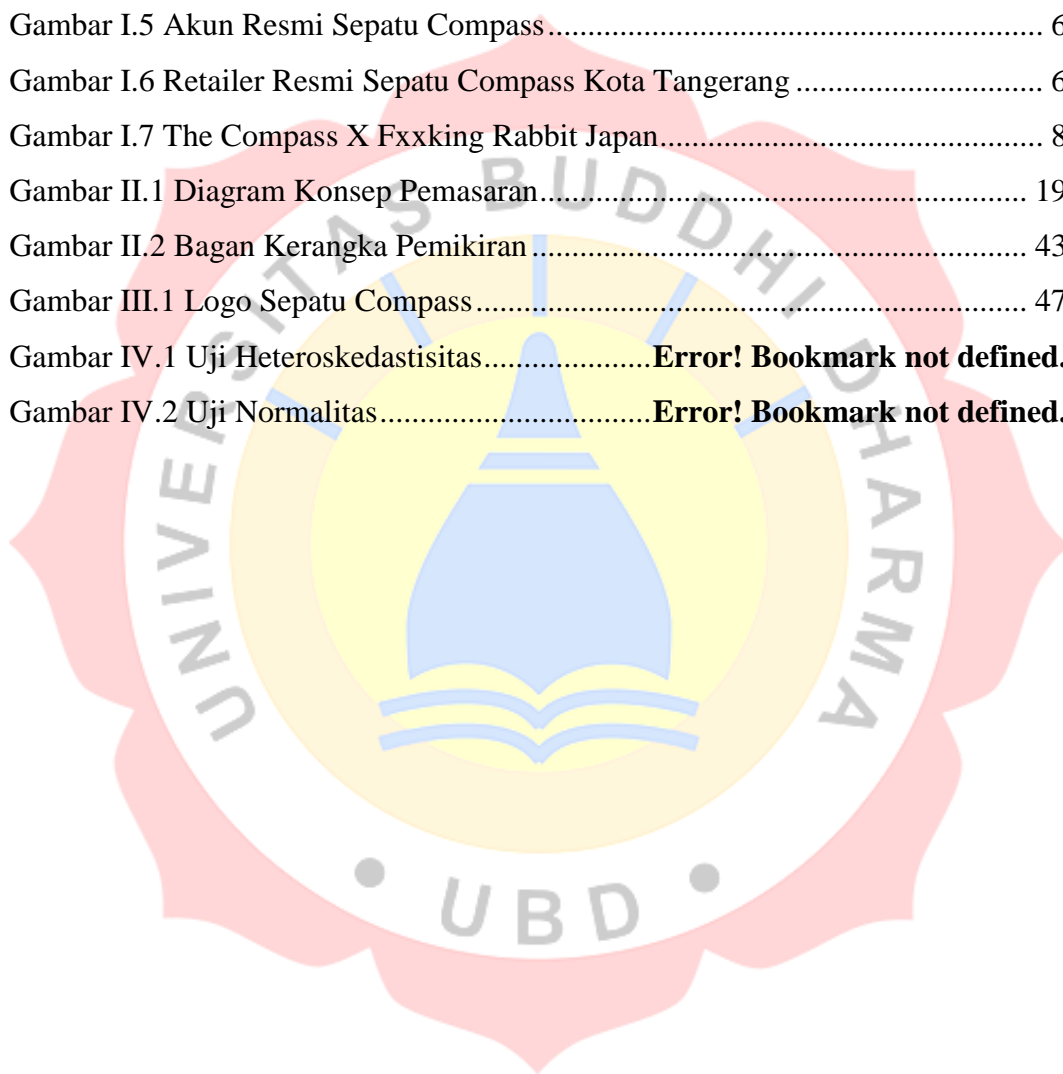 Gambar I.5 Akun Resmi Sepatu Compass.......................................................... 6
Gambar I.6 Retailer Resmi Sepatu Compass Kota Tangerang ............................. 6
Gambar I.7 The Compass X Fxxking Rabbit Japan............................................. 8
Gambar II.1 Diagram Konsep Pemasaran.......................................................... 19
Gambar II.2 Bagan Kerangka Pemikiran ........................................................... 43
Gambar III.1 Logo Sepatu Compass .................................................................. 47
Gambar IV.1 Uji Heteroskedastisitas....................Error! Bookmark not defined.
Gambar IV.2 Uji Normalitas................................Error! Bookmark not defined.
UNIVERSITAS BUDDHI DHARMA
• UBD •